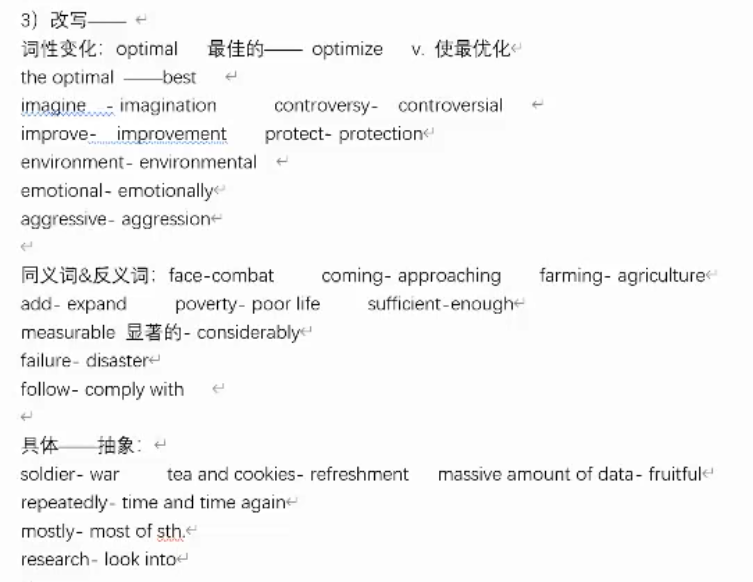 3）改写——
词性变化：optimal 最佳的—— optimize v. 使最优化
the optimal ——best
imagine - imagination controversy- controversial
improve- improvement protect- protection
environment- environmental
emotional- emotionally
aggressive- aggression
同义词&反义词：face-combat coming- approaching farming- agriculture
add- expand poverty- poor life sufficient-enough
measurable 显著的- considerably
failure- disaster
follow- comply with
具体——抽象：
soldier- war tea and cookies- refreshment massive amount of data- fruitful
repeatedly- time and time again
mostly- most of sth.
research- look into